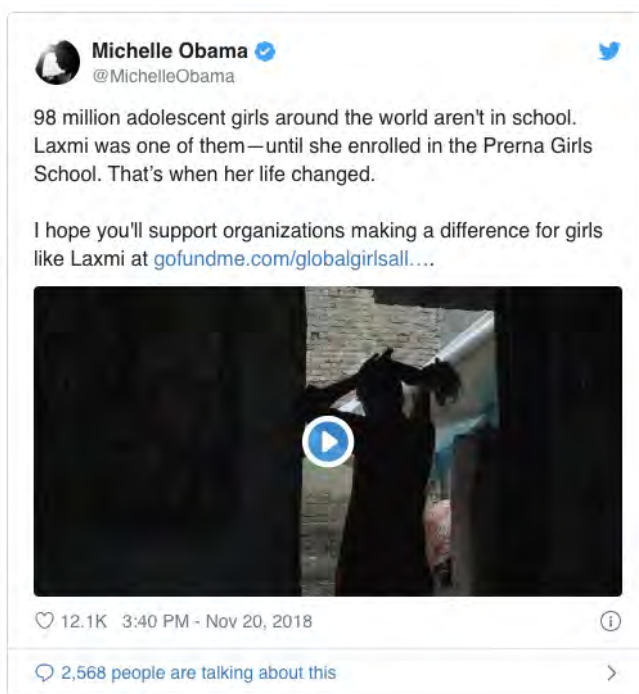 Michelle Obama
@MichelleObama
98 million adolescent girls around the world aren't in school.
Laxmi was one of them—until she enrolled in the Prerna Girls
School. That's when her life changed.
I hope you'll support organizations making a difference for girls
like Laxmi at gofundme.com/globalgirlsall….
12.1K 3:40 PM - Nov 20, 2018
2,568 people are talking about this